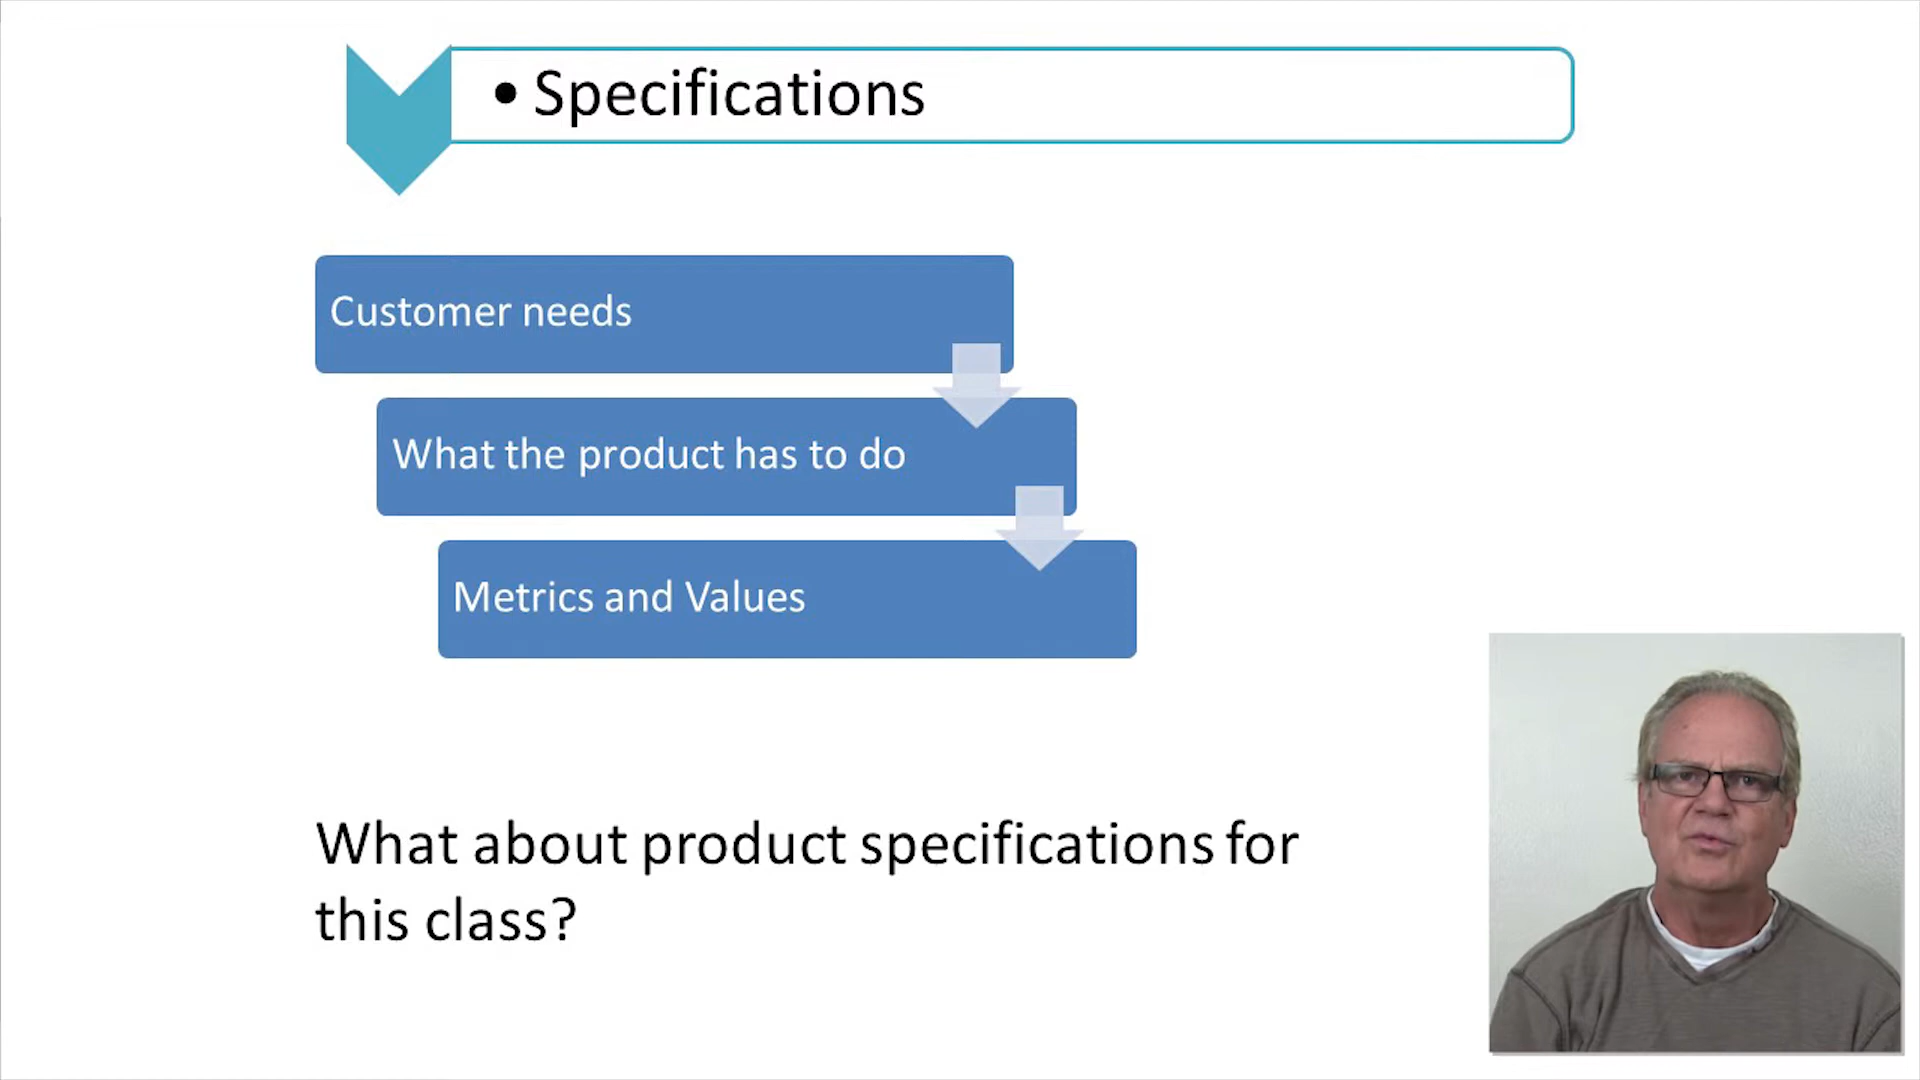 • Specifications
Customer needs
What the product has to do
Metrics and Values
What about product specifications for
this class?